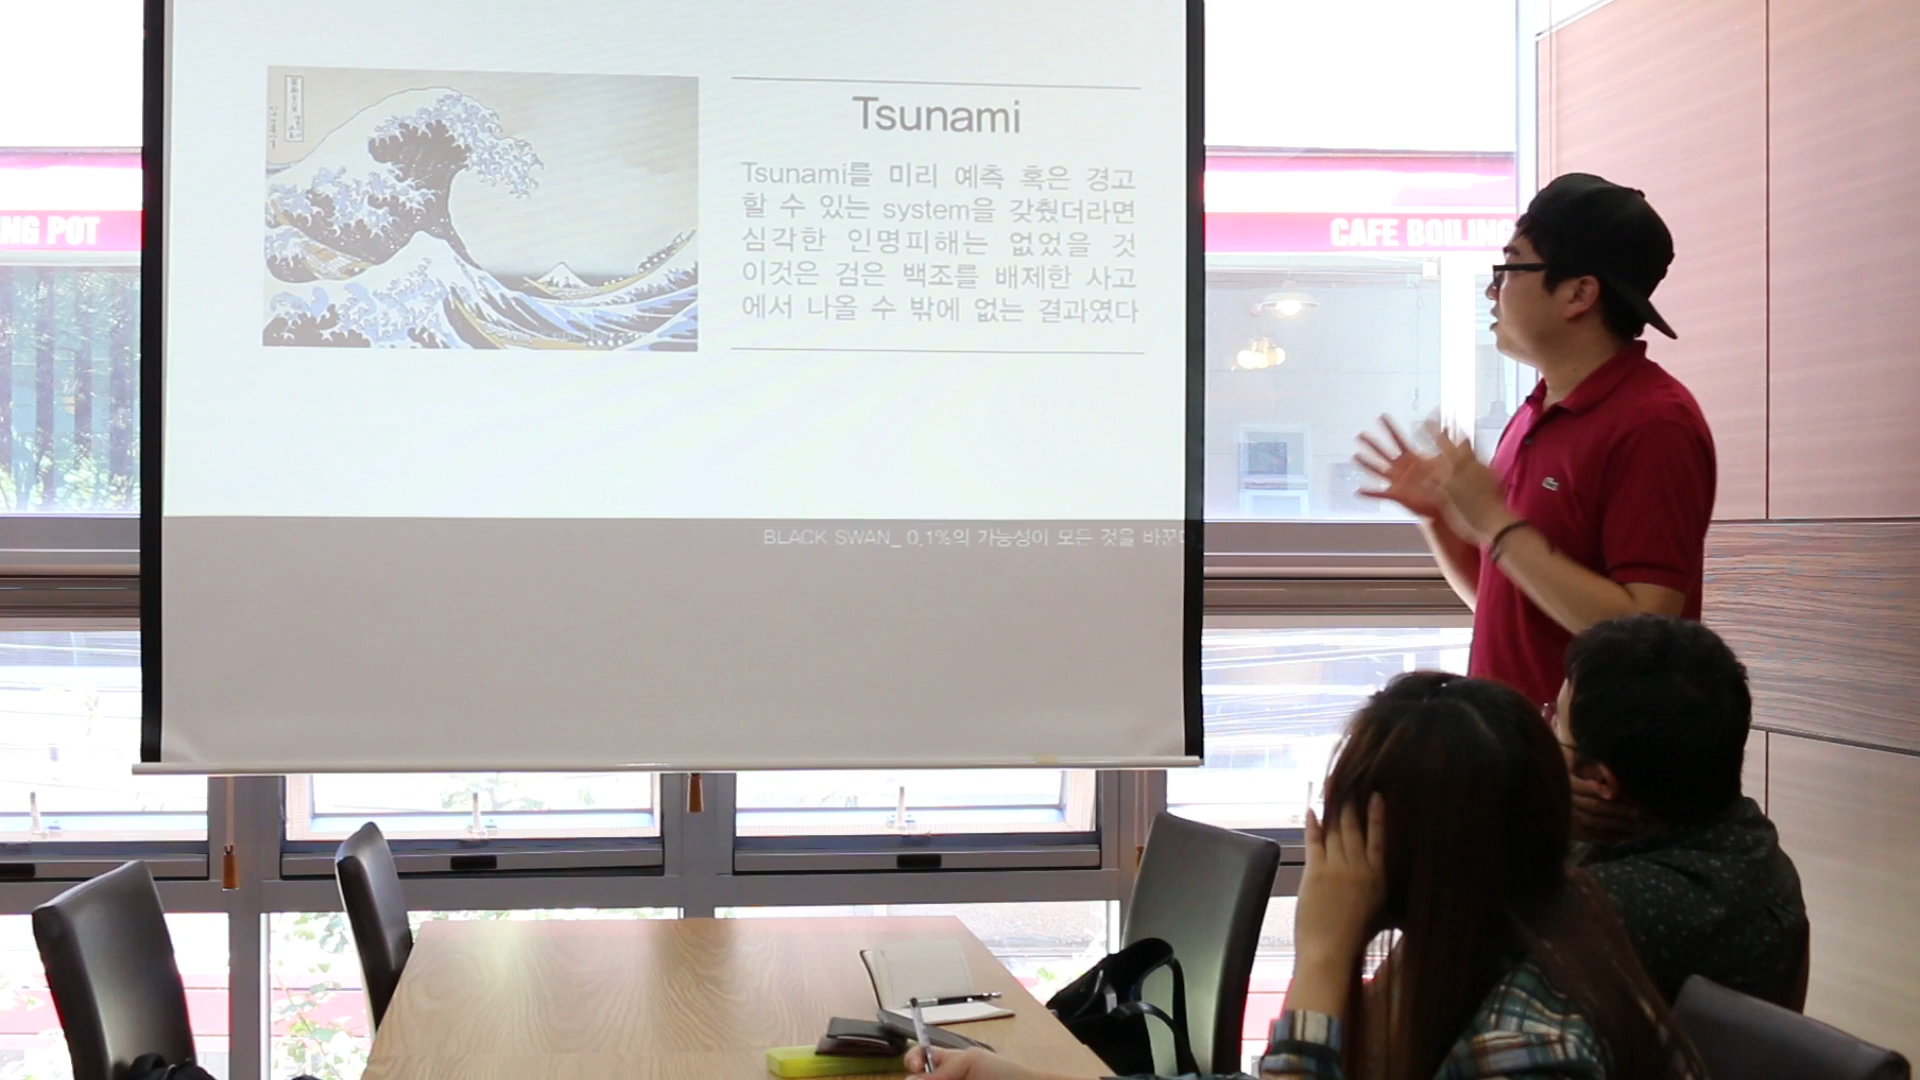 Tsunami
Tsunami를 미리 예측 혹은 경고
할 수 있는 system을 갖췄더라면
심각한 인명피해는 없었을 것
이것은 검은 백조를 배제한 사고
에서 나올 수 밖에 없는 결과였다
BLACK SWAN_ 0.1%의 가능성이 모든 것을 바꾼다
NG POT
CAFE BOILING